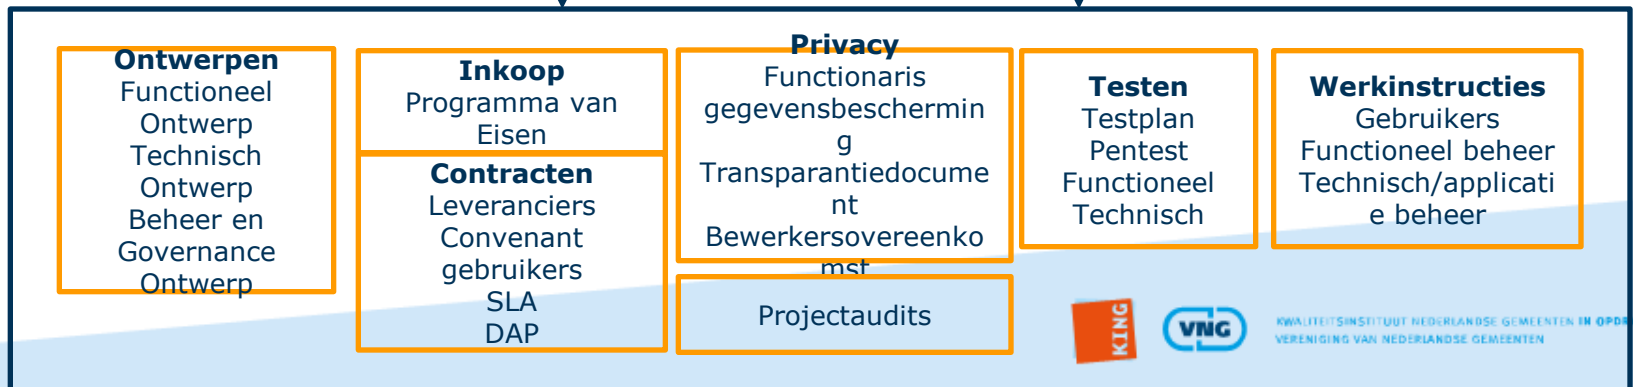 Ontwerpen
Functioneel
Ontwerp
Technisch
Ontwerp
Beheer en
Governance
Ontwerp
Inkoop
Programma van
Eisen
Contracten
Leveranciers
Convenant
gebruikers
SLA
DAP
Privacy
Functionaris
gegevensbeschermin
g
Transparantiedocume
nt
Bewerkersovereenko
mst
Projectaudits
Testen
Testplan
Pentest
Functioneel
Technisch
Werkinstructies
Gebruikers
Functioneel beheer
Technisch/applicati
e beheer
KING
VNG
KWALITEITSINSTITUUT NEDERLANDSE GEMEENTEN IN OPDR
VERENIGING VAN NEDERLANDSE GEMEENTEN